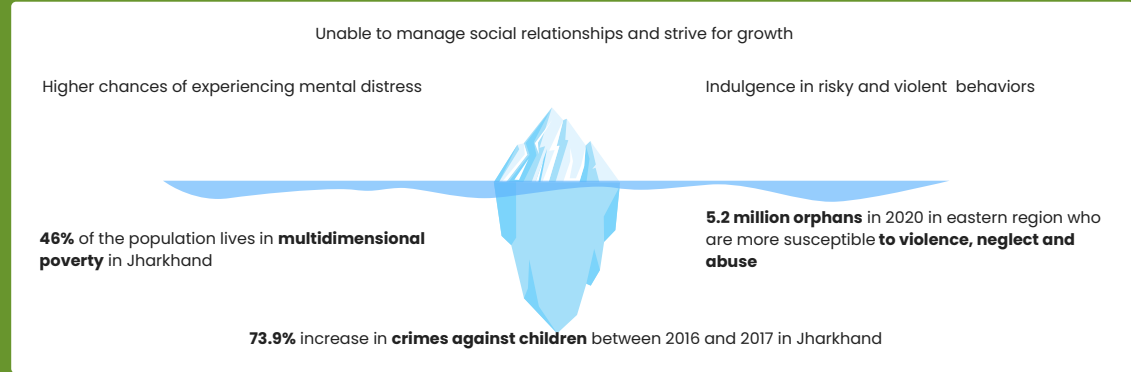 Unable to manage social relationships and strive for growth
Higher chances of experiencing mental distress
Indulgence in risky and violent  behaviors
46% of the population lives in multidimensional
poverty in Jharkhand
5.2 million orphans in 2020 in eastern region who
are more susceptible to violence, neglect and
abuse
73.9% increase in crimes against children between 2016 and 2017 in Jharkhand